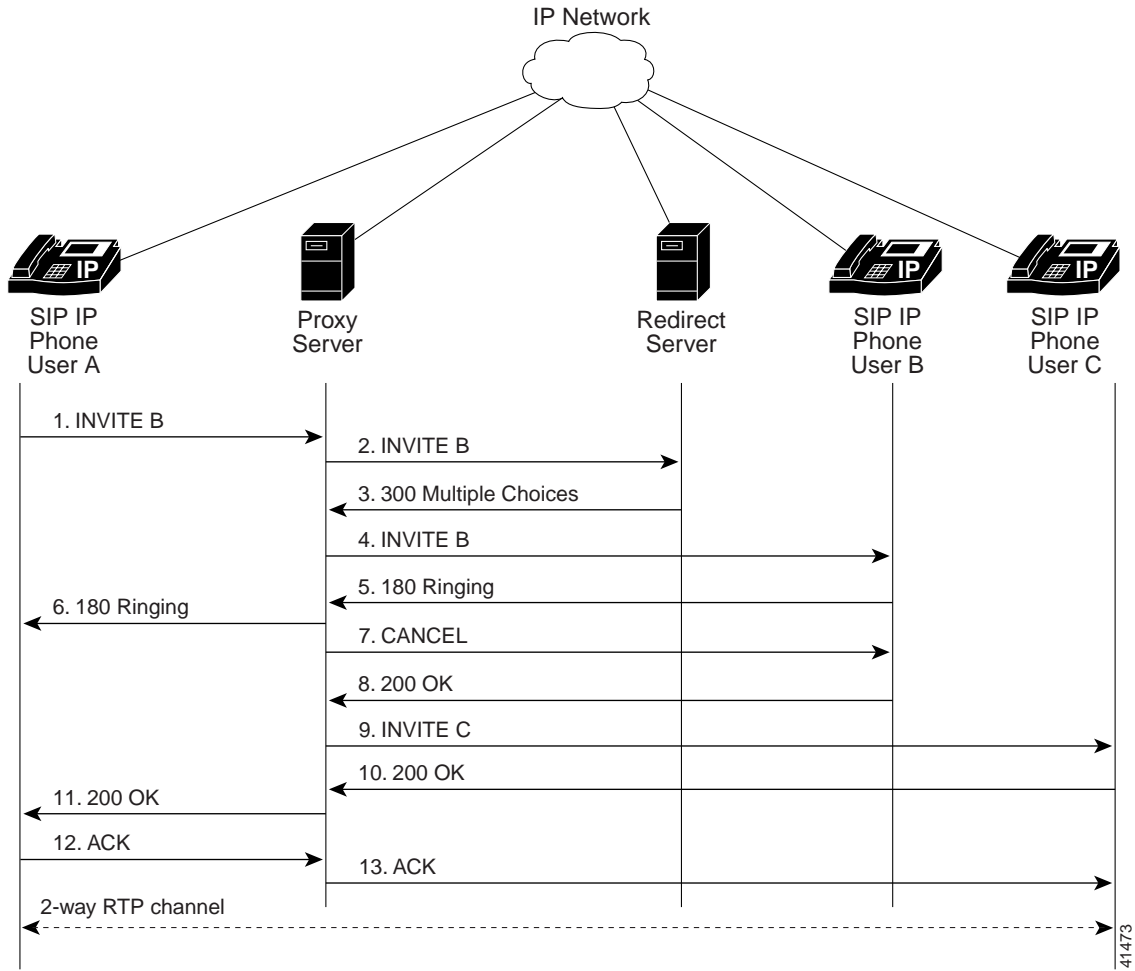 IP Network
IP
IP
IP
SIP IP
Phone
User A
Proxy
Server
Redirect
Server
SIP IP
Phone
User B
SIP IP
Phone
User C
1. INVITE B
2. INVITE B
3. 300 Multiple Choices
4. INVITE B
5. 180 Ringing
6. 180 Ringing
7. CANCEL
8. 200 OK
9. INVITE C
10. 200 OK
11. 200 OK
12. ACK
13. ACK
2-way RTP channel
41473